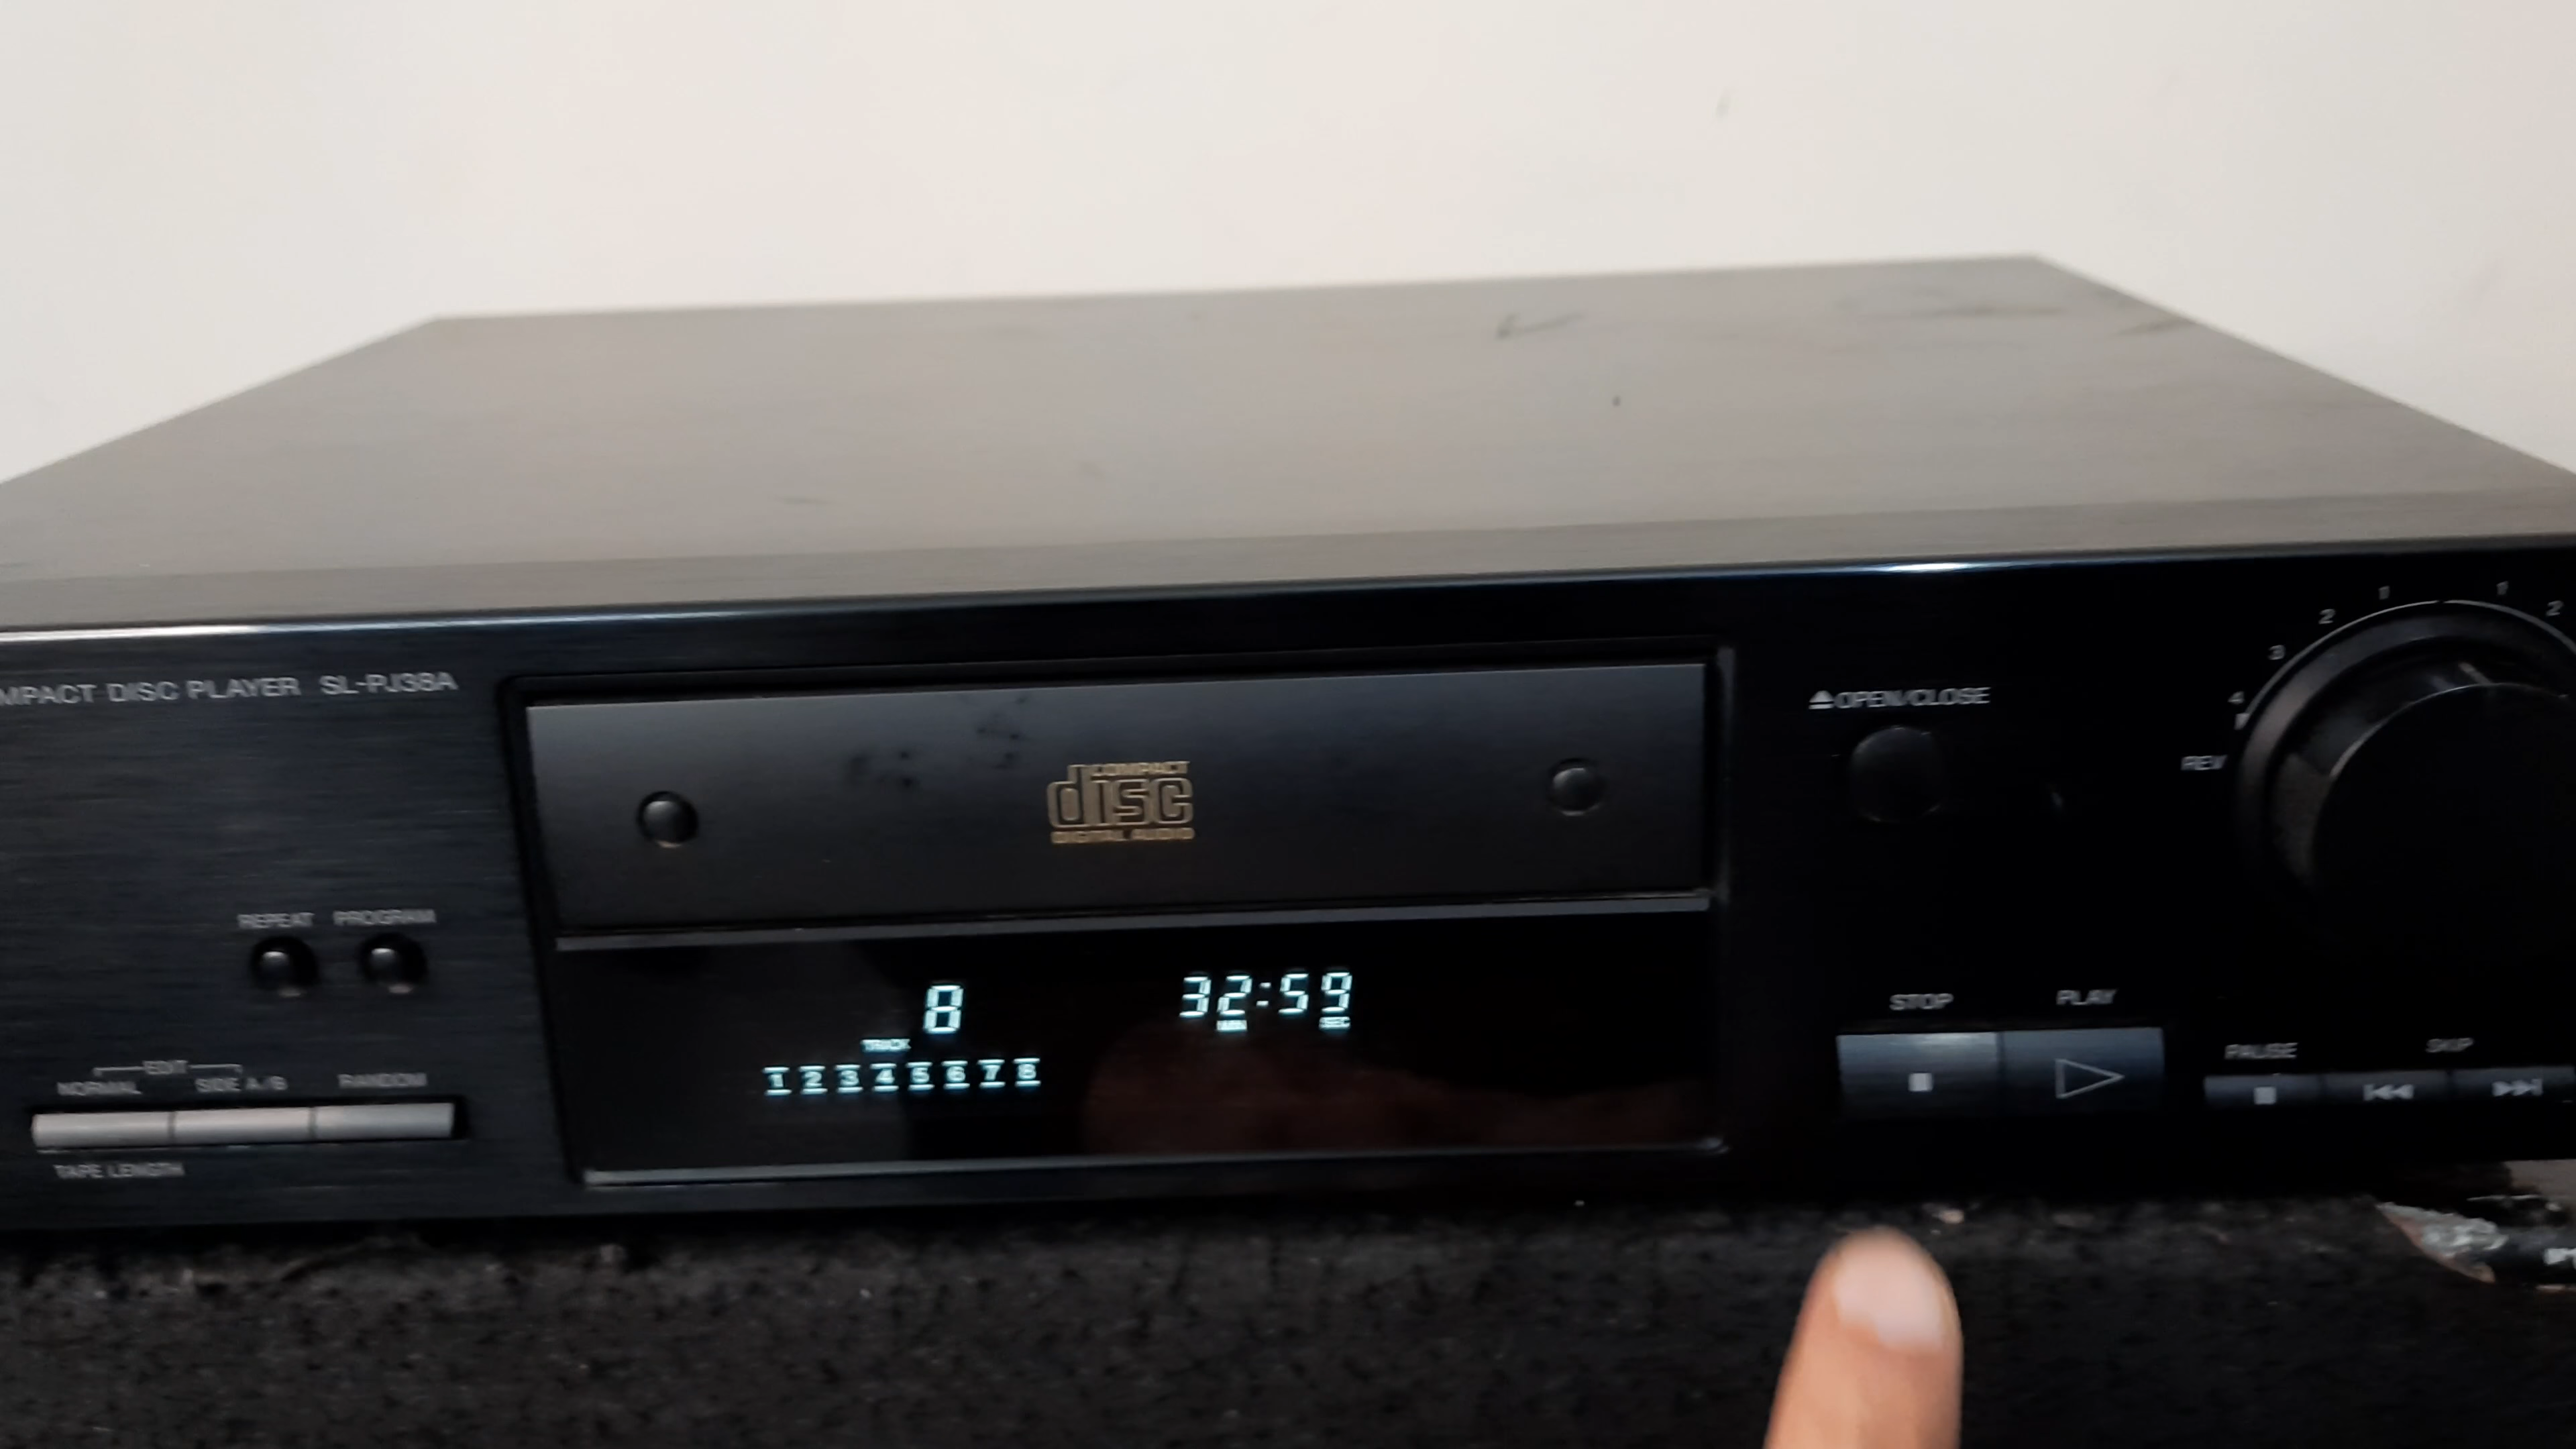 MPACT DISC PLAYER SL-PJ38A
▲OPEN/CLOSE
1 1
2 2
3
4
REV
COMPACT
disc
DIGITAL AUDIO
REPEAT PROGRAM
8 32:59
MIN SEC
TRACK
1 2 3 4 5 6 7 8
STOP PLAY
PAUSE SKIP
EDIT
NORMAL SIDE A/B RANDOM
TAPE LENGTH